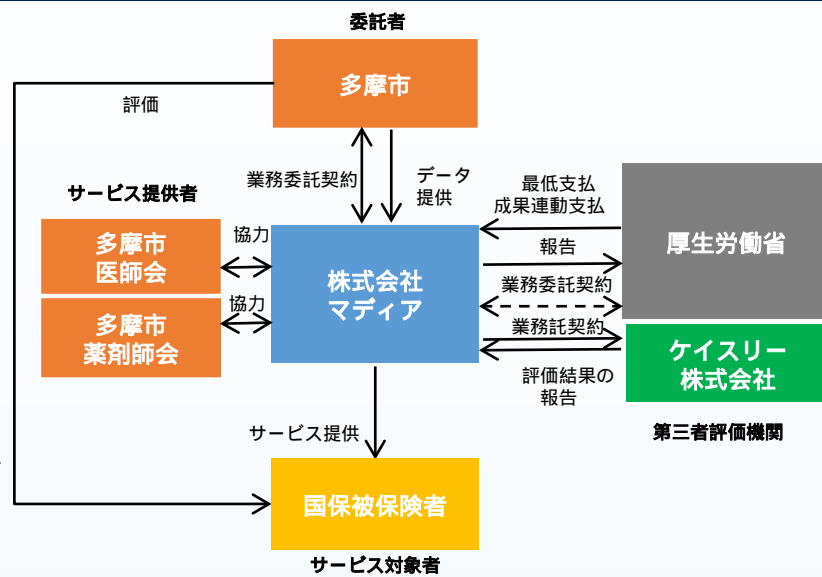 委託者
多摩市
評価
業務委託契約
データ
提供
サービス提供者
多摩市
医師会
多摩市
薬剤師会
協力
協力
株式会社
マディア
最低支払
成果連動支払
報告
業務委託契約
業務託契約
評価結果の
報告
厚生労働省
ケイスリー
株式会社
第三者評価機関
サービス提供
国保被保険者
サービス対象者